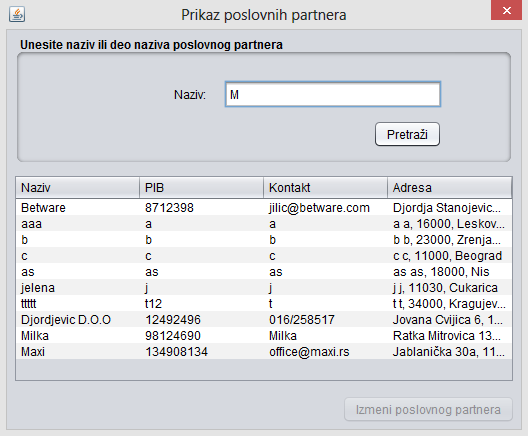 Prikaz poslovnih partnera
Unesite naziv ili deo naziva poslovnog partnera
Naziv: M
Pretraži
Naziv PIB Kontakt Adresa
Betware 8712398 jilic@betware.com Djordja Stanojevic...
aaa a a a a, 16000, Leskov...
b b b b b, 23000, Zrenja...
c c c c c, 11000, Beograd
as as as as as, 18000, Nis
jelena j j j j, 11030, Cukarica
ttttt t12 t t t, 34000, Kragujev...
Djordjevic D.O.O 12492496 016/258517 Jovana Cvijica 6, 1...
Milka 98124690 Milka Ratka Mitrovica 13...
Maxi 134908134 office@maxi.rs Jablanička 30a, 11...
Izmeni poslovnog partnera